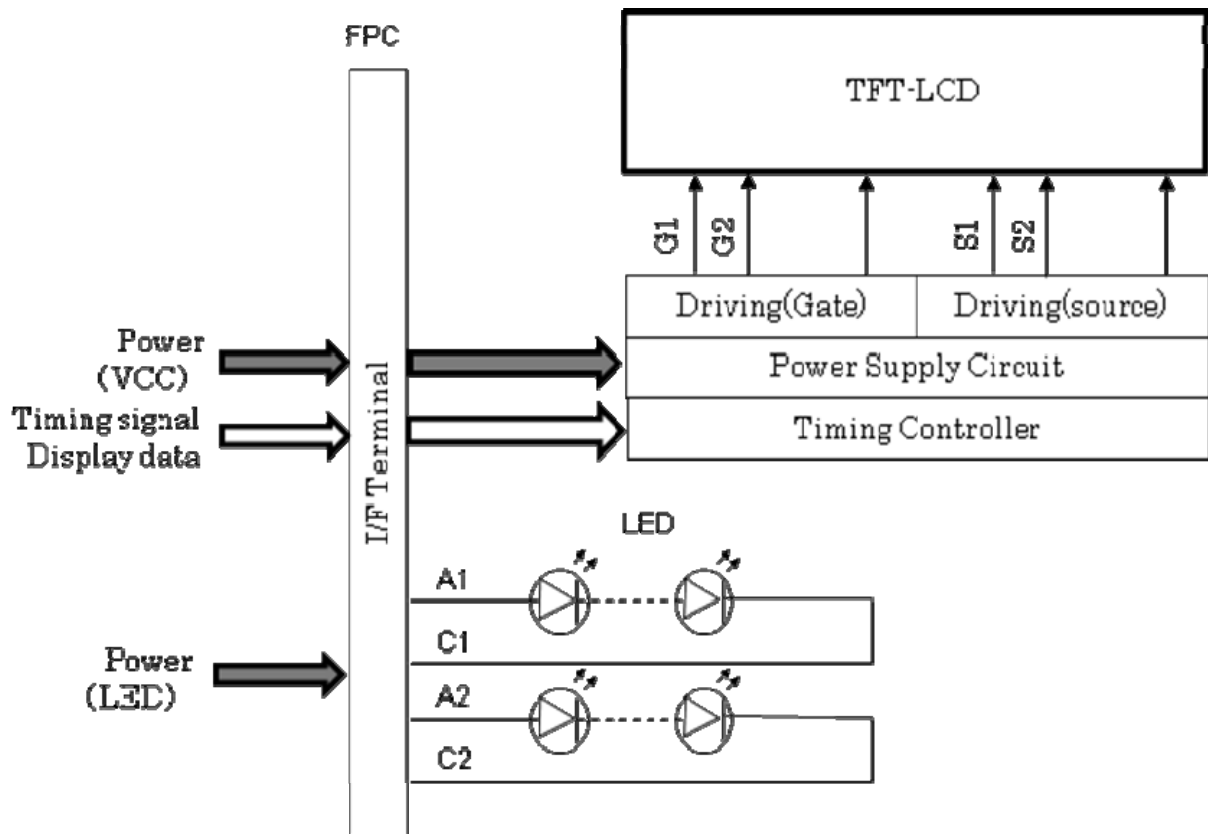 FPC
TFT-LCD
G1
G2
S1
S2
Driving(Gate)
Driving(source)
Power
(VCC)
Power Supply Circuit
Timing signal
Display data
Timing Controller
I/F Terminal
LED
A1
C1
Power
(LED)
A2
C2